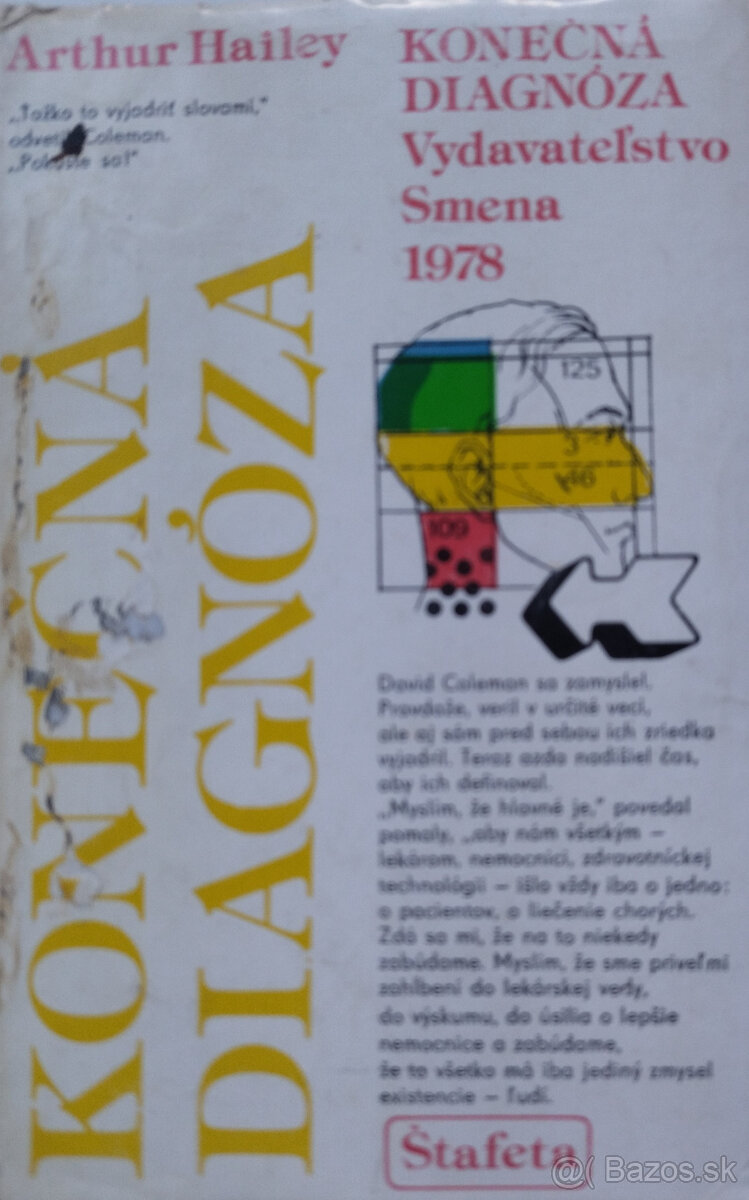 Arthur Hailey
„Ťažko to vyjadriť slovami,"
odvetil Coleman.
„Pokúste sa!"
KONEČNÁ
DIAGNÓZA
Vydavateľstvo
Smena
1978
KONEČNÁ
DIAGNÓZA
125
109
David Coleman sa zamyslel.
Pravdaže, veril v určité veci,
ale aj sám pred sebou ich zriedka
vyjadril. Teraz azda nadišiel čas,
aby ich definoval.
„Myslím, že hlavné je," povedal
pomaly, „aby nám všetkým —
lekárom, nemocnici, zdravotníckej
technológii — išlo vždy iba o jedno:
o pacientov, o liečenie chorých.
Zdá sa mi, že na to niekedy
zabúdame. Myslím, že sme priveľmi
zahĺbení do lekárskej vedy,
do výskumu, do úsilia o lepšie
nemocnice a zabúdame,
že to všetko má iba jediný zmysel
existencie — ľudí.
Štafeta
@( Bazos.sk